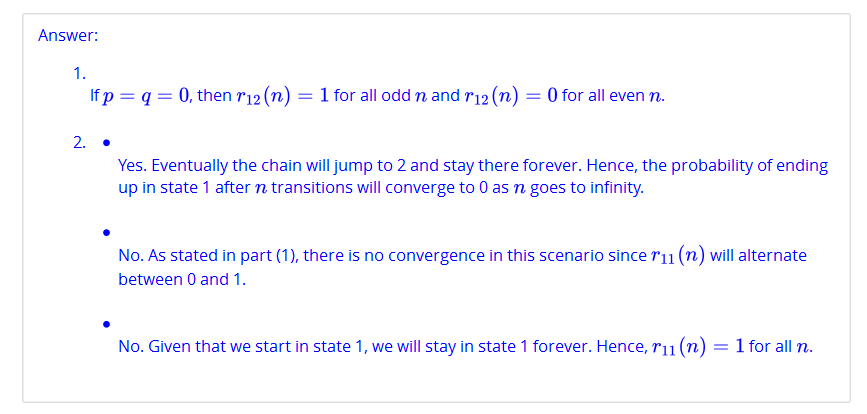 Answer:
1.
If p = q = 0, then r₁₂(n) = 1 for all odd n and r₁₂(n) = 0 for all even n.
2. •
Yes. Eventually the chain will jump to 2 and stay there forever. Hence, the probability of ending
up in state 1 after n transitions will converge to 0 as n goes to infinity.
•
No. As stated in part (1), there is no convergence in this scenario since r₁₁(n) will alternate
between 0 and 1.
•
No. Given that we start in state 1, we will stay in state 1 forever. Hence, r₁₁(n) = 1 for all n.